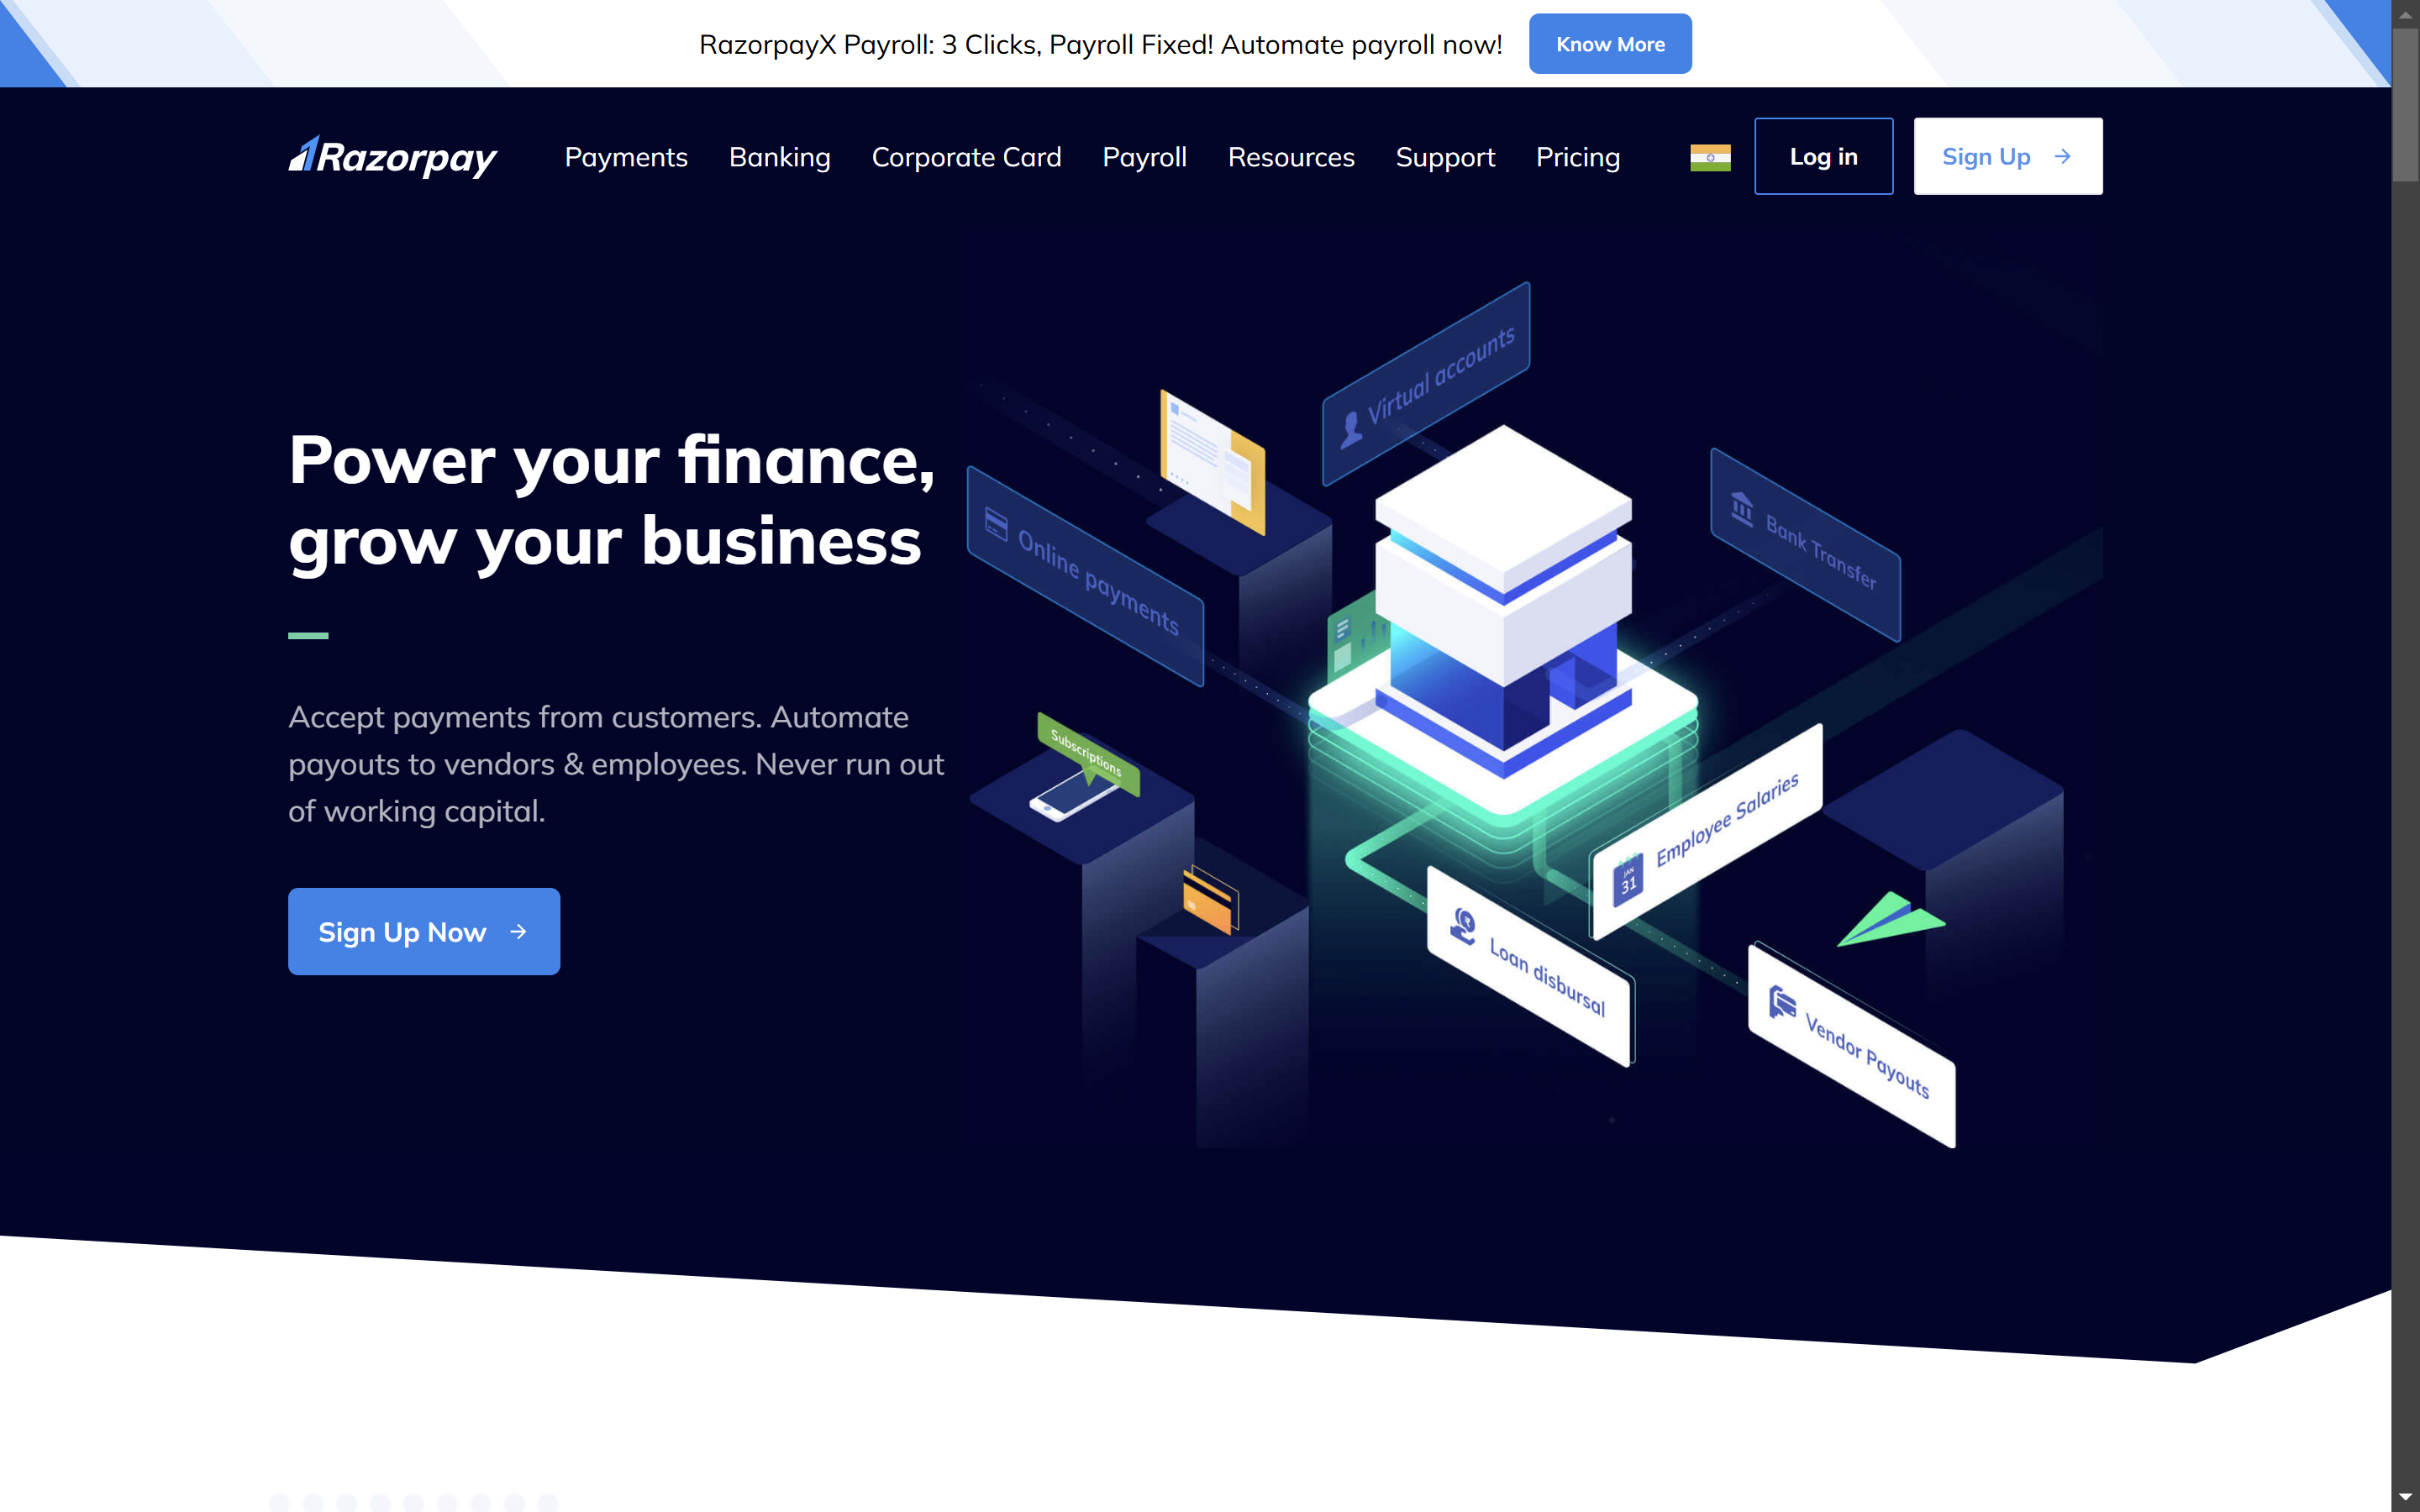 RazorpayX Payroll: 3 Clicks, Payroll Fixed! Automate payroll now!
Know More
Razorpay
Payments
Banking
Corporate Card
Payroll
Resources
Support
Pricing
Log in
Sign Up
Power your finance,
grow your business
Accept payments from customers. Automate
payouts to vendors & employees. Never run out
of working capital.
Sign Up Now
Virtual accounts
Online payments
Bank Transfer
Subscriptions
Employee Salaries
JAN
31
Loan disbursal
Vendor Payouts